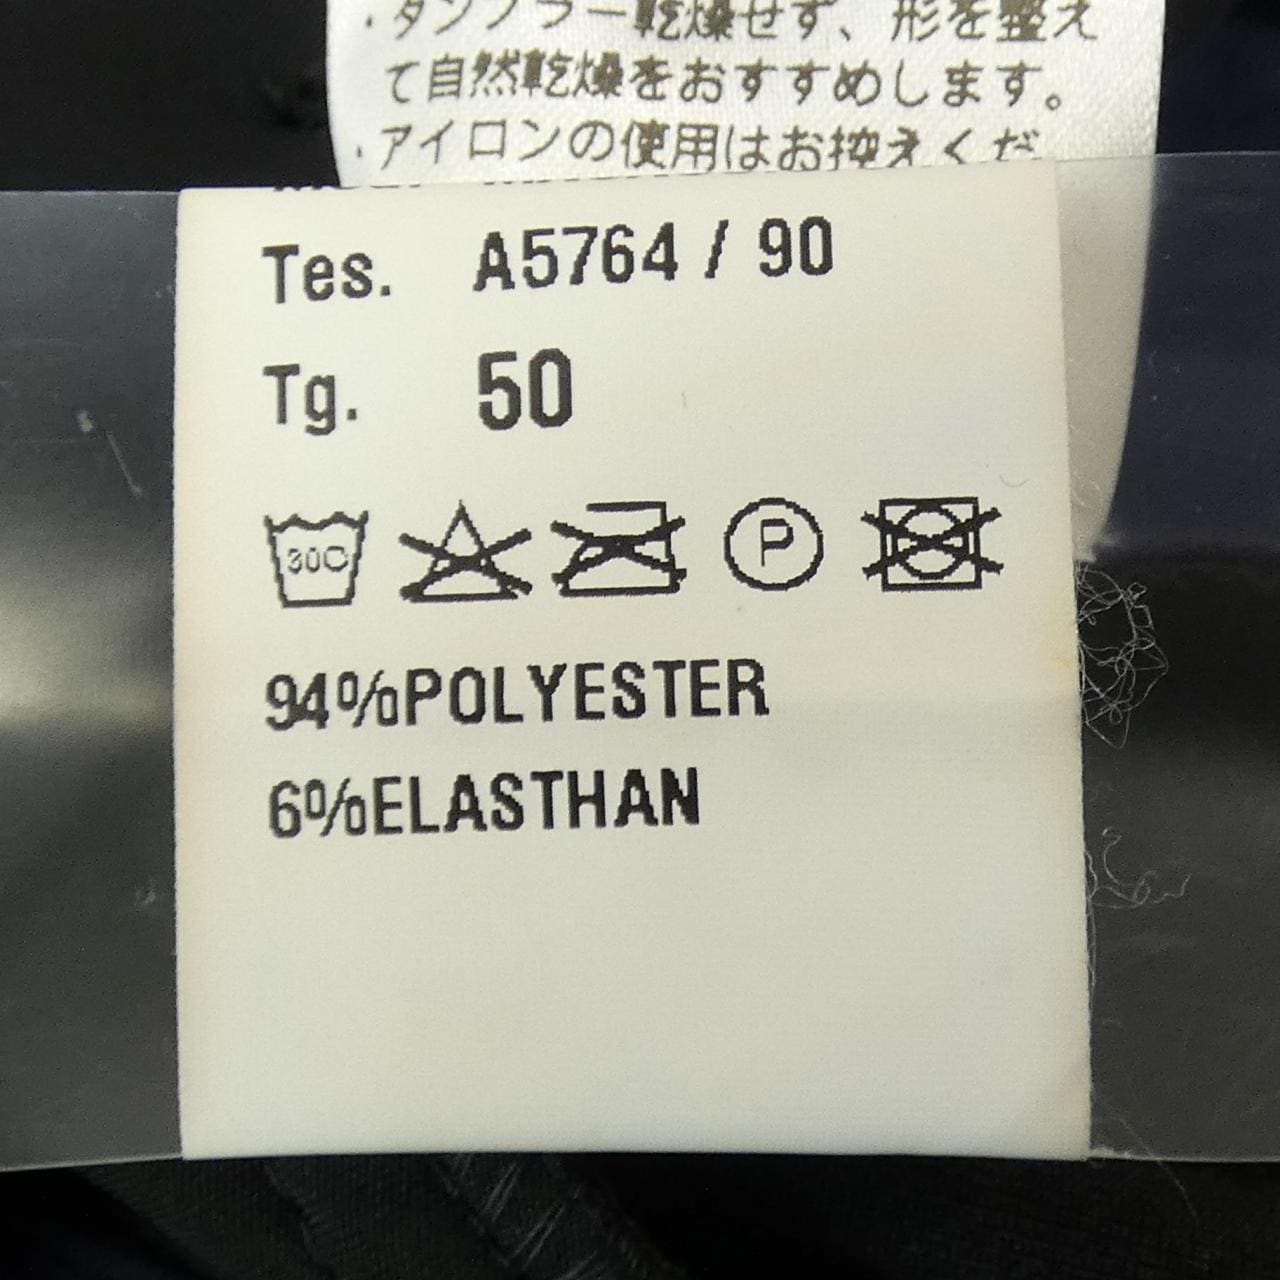 ・タンブラー乾燥せず、形を整え
て自然乾燥をおすすめします。
・アイロンの使用はお控えくだ
Tes. A5764 / 90
Tg. 50
30C P
94%POLYESTER
6%ELASTHAN